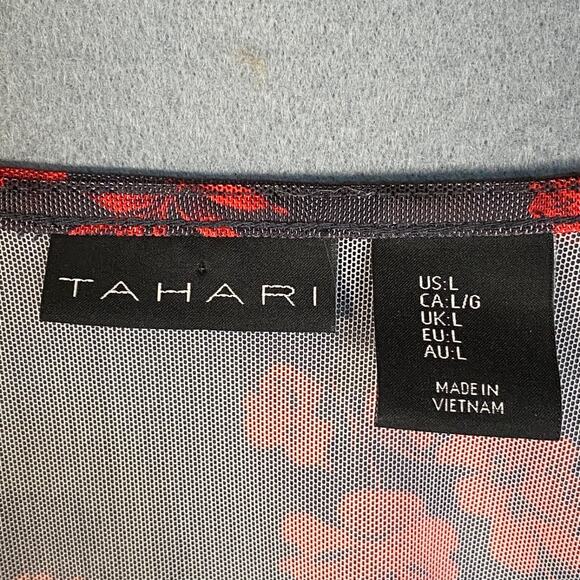 TAHARI
US:L
CA:L/G
UK:L
EU:L
AU:L
MADE IN
VIETNAM